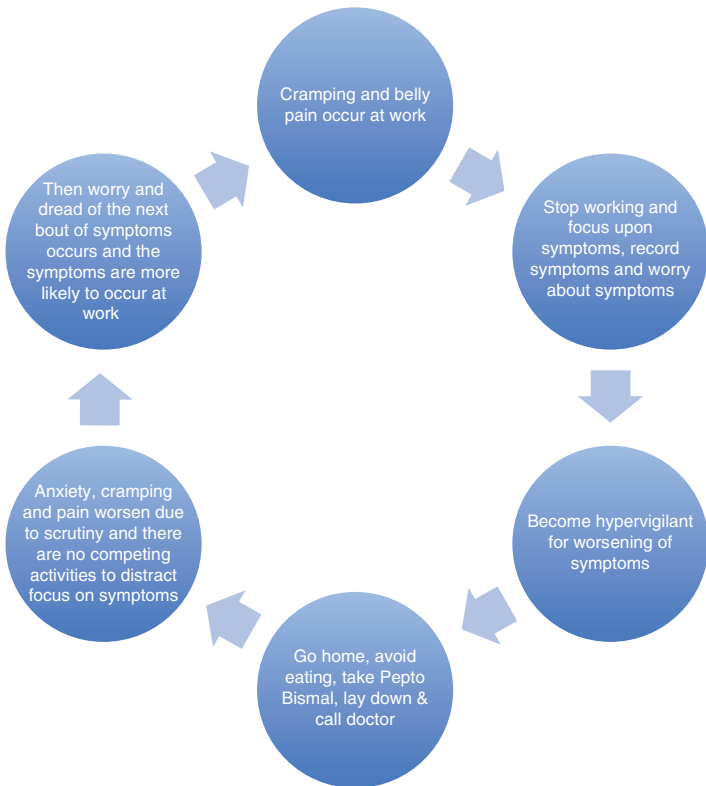 Cramping and belly
pain occur at work
Stop working and
focus upon
symptoms, record
symptoms and worry
about symptoms
Become hypervigilant
for worsening of
symptoms
Go home, avoid
eating, take Pepto
Bismal, lay down &
call doctor
Anxiety, cramping
and pain worsen due
to scrutiny and there
are no competing
activities to distract
focus on symptoms
Then worry and
dread of the next
bout of symptoms
occurs and the
symptoms are more
likely to occur at
work